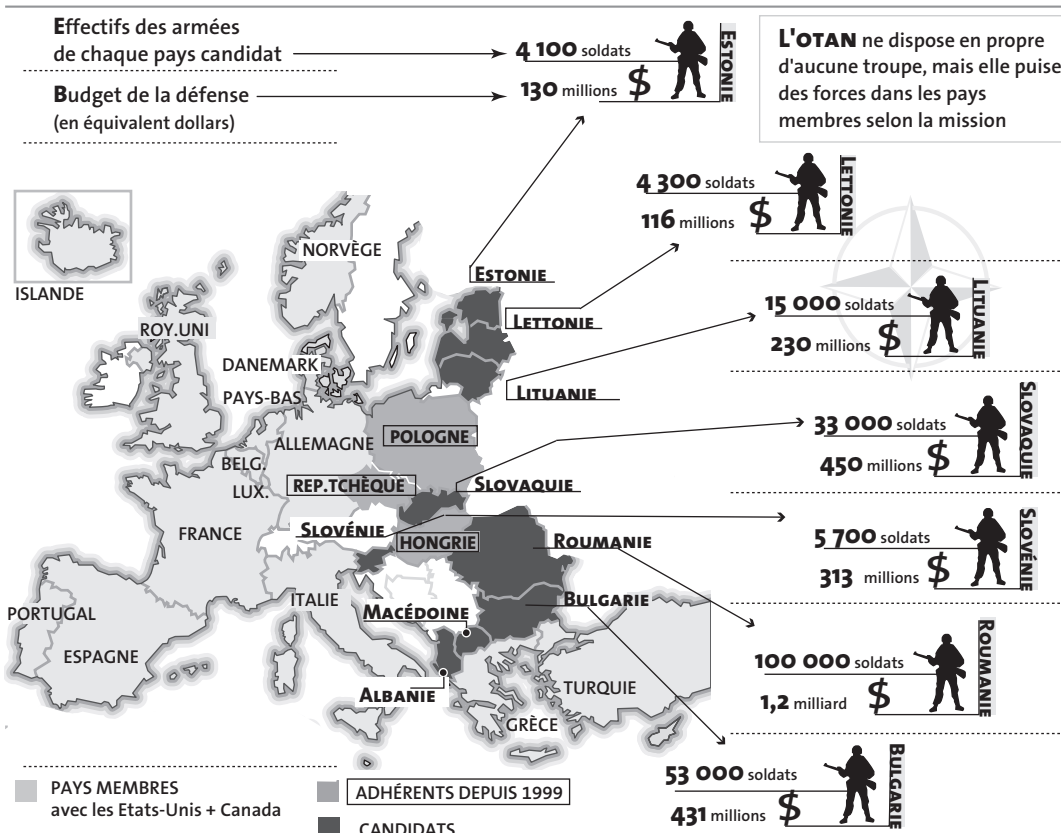 Effectifs des armées
de chaque pays candidat
Budget de la défense
(en équivalent dollars)
4 100 soldats
130 millions $
ESTONIE
L'OTAN ne dispose en propre
d'aucune troupe, mais elle puise
des forces dans les pays
membres selon la mission
4 300 soldats
116 millions $
LETTONIE
15 000 soldats
230 millions $
LITUANIE
33 000 soldats
450 millions $
SLOVAQUIE
5 700 soldats
313 millions $
SLOVÉNIE
100 000 soldats
1,2 milliard $
ROUMANIE
53 000 soldats
431 millions $
BULGARIE
ISLANDE
NORVÈGE
ESTONIE
ROY.UNI
LETTONIE
DANEMARK
PAYS-BAS
LITUANIE
ALLEMAGNE
POLOGNE
BELG.
LUX.
REP.TCHÈQUE
SLOVAQUIE
FRANCE
SLOVÉNIE
HONGRIE
ROUMANIE
PORTUGAL
ITALIE
BULGARIE
MACÉDOINE
ESPAGNE
ALBANIE
TURQUIE
GRÈCE
PAYS MEMBRES
avec les Etats-Unis + Canada
ADHÉRENTS DEPUIS 1999
CANDIDATS